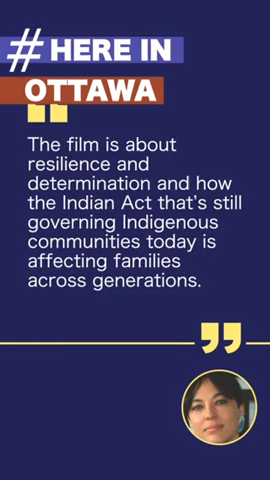 # HERE IN
OTTAWA
"
The film is about
resilience and
determination and how
the Indian Act that's still
governing Indigenous
communities today is
affecting families
across generations.
"